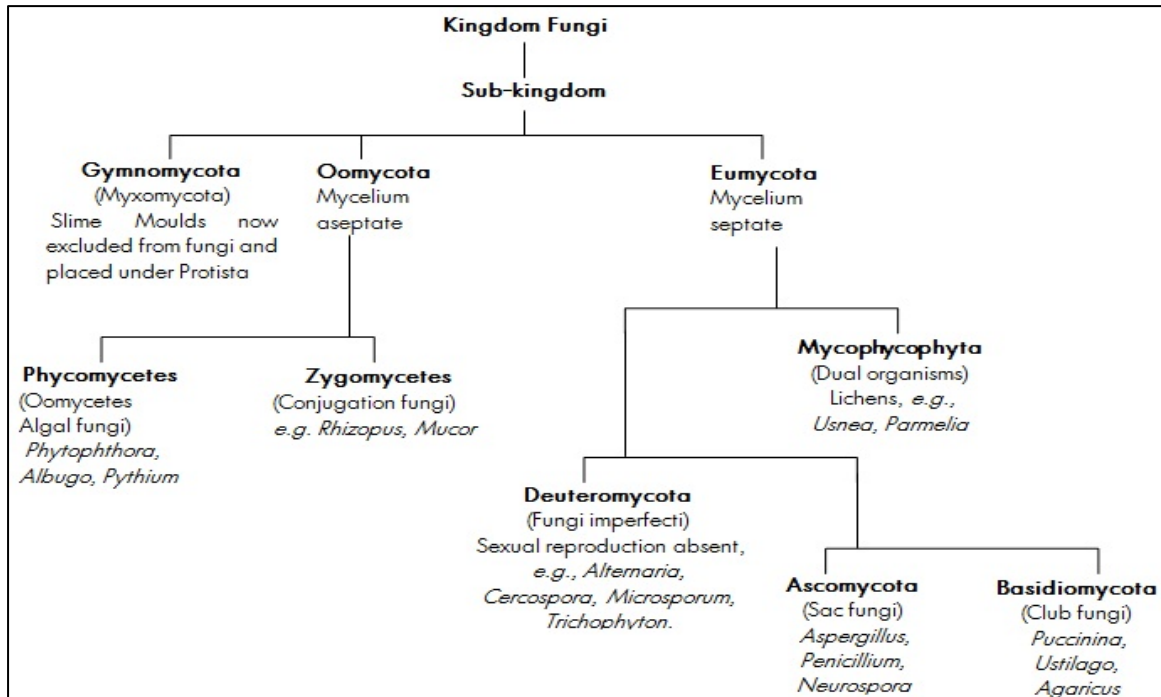 Kingdom Fungi
Sub-kingdom
Gymnomycota
(Myxomycota)
Slime Moulds now
excluded from fungi and
placed under Protista
Oomycota
Mycelium
aseptate
Eumycota
Mycelium
septate
Phycomycetes
(Oomycetes
Algal fungi)
Phytophthora,
Albugo, Pythium
Zygomycetes
(Conjugation fungi)
e.g. Rhizopus, Mucor
Mycophycophyta
(Dual organisms)
Lichens, e.g.,
Usnea, Parmelia
Deuteromycota
(Fungi imperfecti)
Sexual reproduction absent,
e.g., Alternaria,
Cercospora, Microsporum,
Trichophyton.
Ascomycota
(Sac fungi)
Aspergillus,
Penicillium,
Neurospora
Basidiomycota
(Club fungi)
Puccinina,
Ustilago,
Agaricus